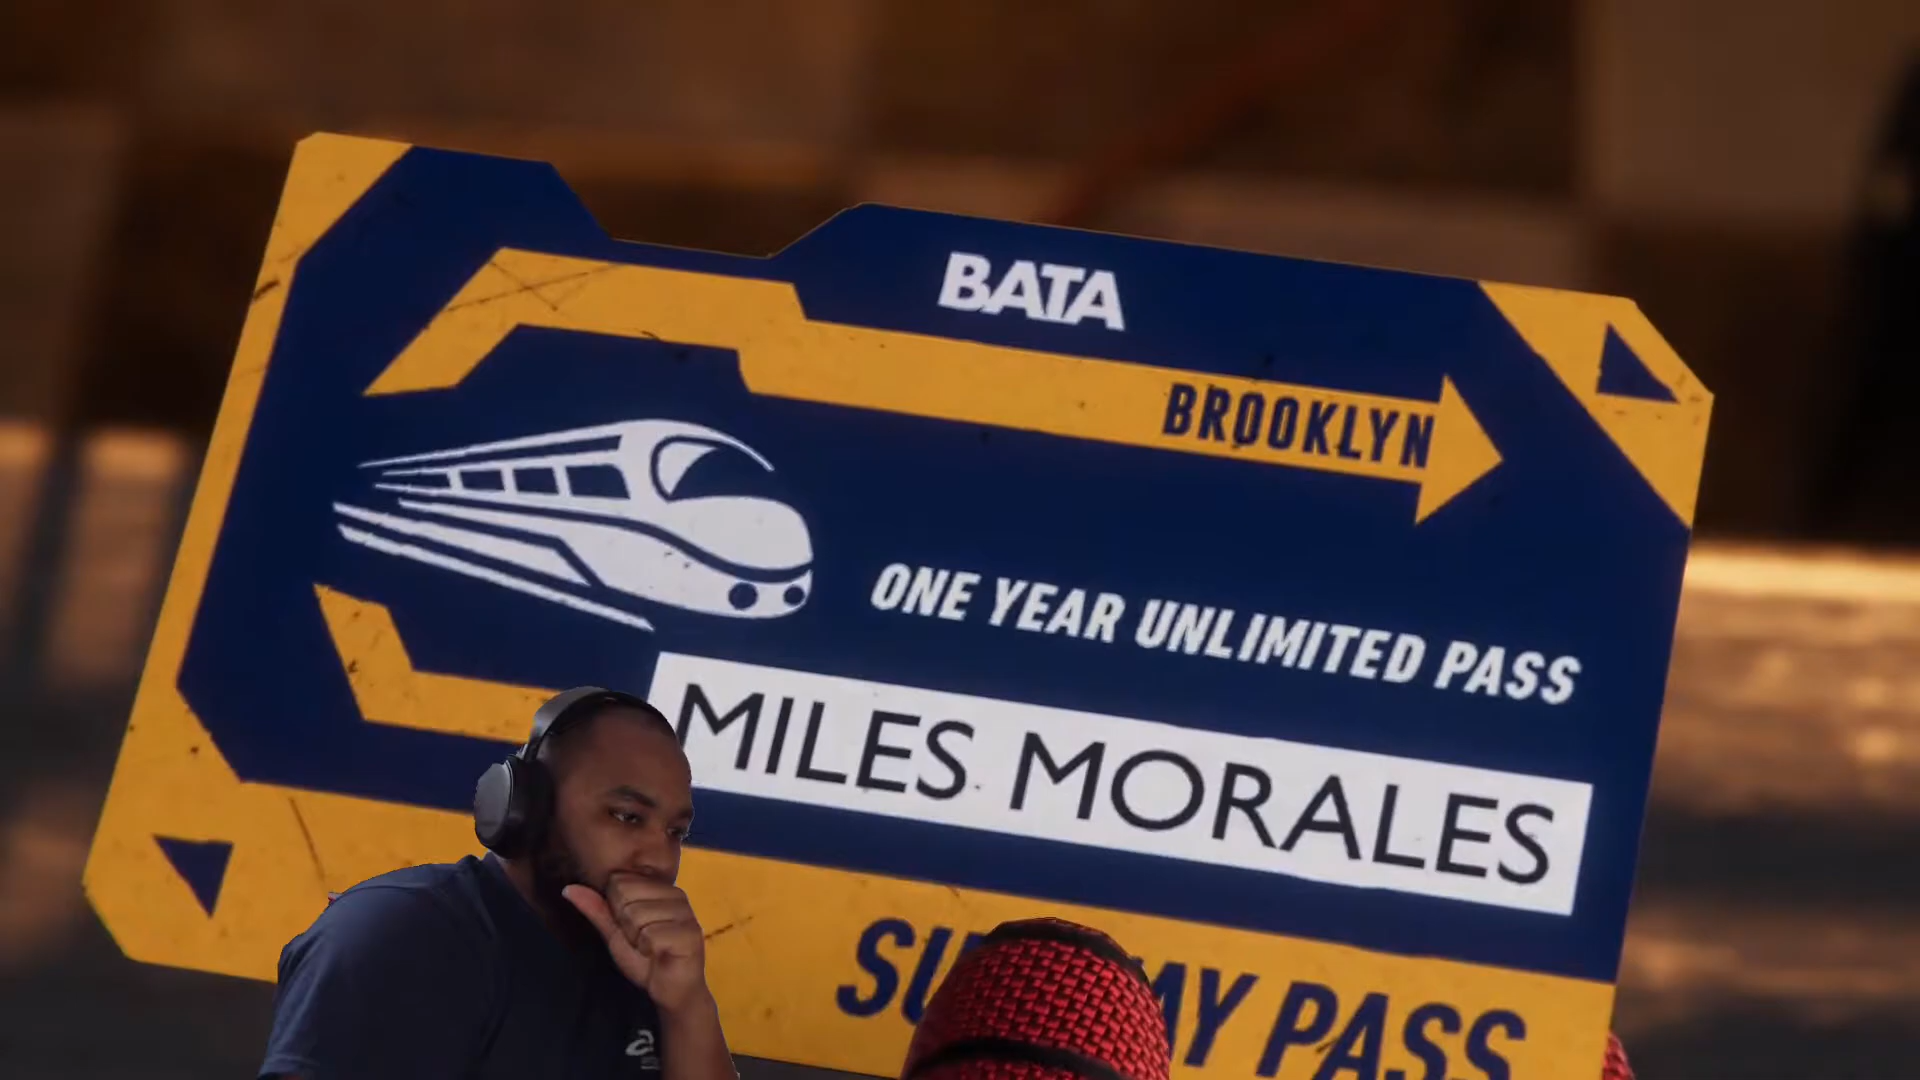 BATA
BROOKLYN
ONE YEAR UNLIMITED PASS
MILES MORALES
PASS